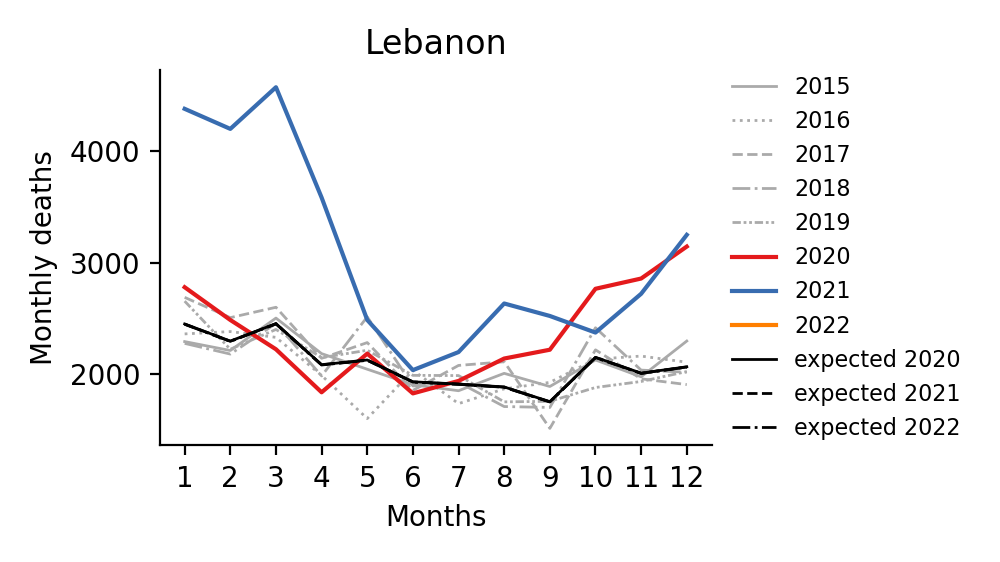 Lebanon
Monthly deaths
4000
3000
2000
1 2 3 4 5 6 7 8 9 10 11 12
Months
2015
2016
2017
2018
2019
2020
2021
2022
expected 2020
expected 2021
expected 2022